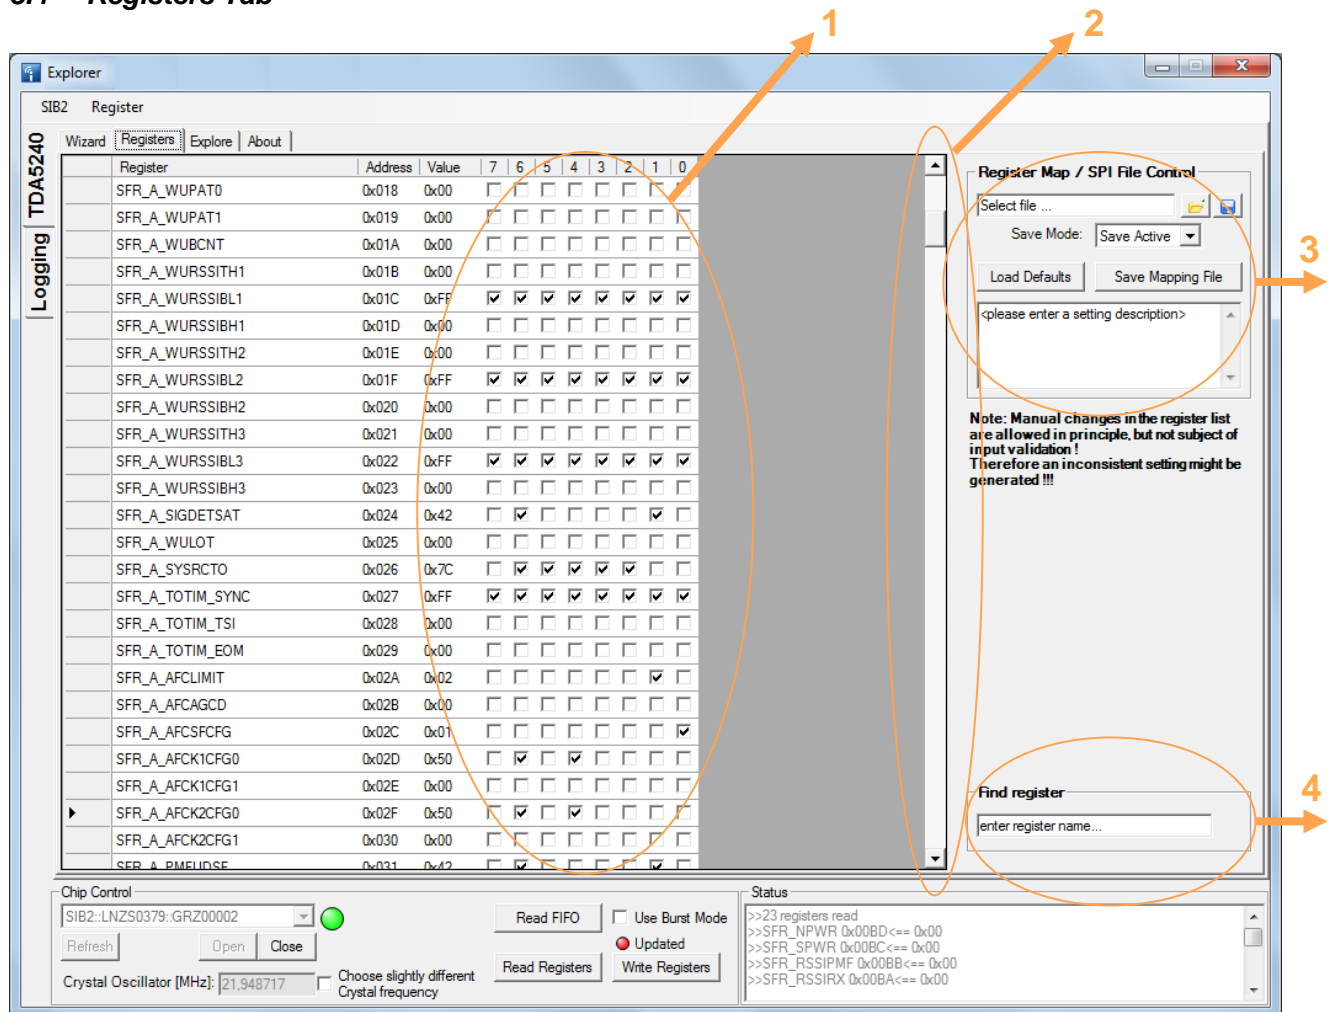 Registers Tab
1
2
Explorer
SIB2 Register
TDA5240
Logging
Wizard Registers Explore About
Register Address Value 7 6 5 4 3 2 1 0
SFR_A_WUPAT0 0x018 0x00
SFR_A_WUPAT1 0x019 0x00
SFR_A_WUBCNT 0x01A 0x00
SFR_A_WURSSITH1 0x01B 0x00
SFR_A_WURSSIBL1 0x01C 0xFF
SFR_A_WURSSIBH1 0x01D 0x00
SFR_A_WURSSITH2 0x01E 0x00
SFR_A_WURSSIBL2 0x01F 0xFF
SFR_A_WURSSIBH2 0x020 0x00
SFR_A_WURSSITH3 0x021 0x00
SFR_A_WURSSIBL3 0x022 0xFF
SFR_A_WURSSIBH3 0x023 0x00
SFR_A_SIGDETSAT 0x024 0x42
SFR_A_WULOT 0x025 0x00
SFR_A_SYSRCTO 0x026 0x7C
SFR_A_TOTIM_SYNC 0x027 0xFF
SFR_A_TOTIM_TSI 0x028 0x00
SFR_A_TOTIM_EOM 0x029 0x00
SFR_A_AFCLIMIT 0x02A 0x02
SFR_A_AFCAGCD 0x02B 0x00
SFR_A_AFCSFCFG 0x02C 0x01
SFR_A_AFCK1CFG0 0x02D 0x50
SFR_A_AFCK1CFG1 0x02E 0x00
SFR_A_AFCK2CFG0 0x02F 0x50
SFR_A_AFCK2CFG1 0x030 0x00
SFR_A_PMFUDSF 0x031 0x42
Register Map / SPI File Control
Select file ...
Save Mode: Save Active
Load Defaults Save Mapping File
<please enter a setting description>
3
Note: Manual changes in the register list
are allowed in principle, but not subject of
input validation !
Therefore an inconsistent setting might be
generated !!!
Find register
enter register name...
4
Chip Control
SIB2::LNZS0379::GRZ00002
Refresh Open Close
Crystal Oscillator [MHz]: 21,948717
Choose slightly different
Crystal frequency
Read FIFO Use Burst Mode
Updated
Read Registers Write Registers
Status
>>23 registers read
>>SFR_NPWR 0x00BD<== 0x00
>>SFR_SPWR 0x00BC<== 0x00
>>SFR_RSSIPMF 0x00BB<== 0x00
>>SFR_RSSIRX 0x00BA<== 0x00